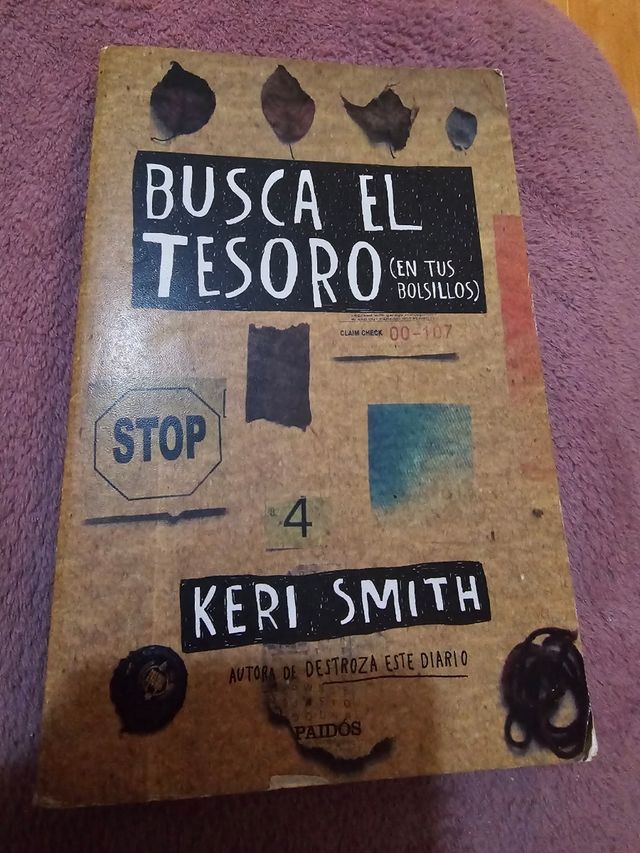 BUSCA EL
TESORO (EN TUS
BOLSILLOS)
CLAIM CHECK 00-107
STOP
4
KERI SMITH
AUTORA DE DESTROZA ESTE DIARIO
PAIDÓS